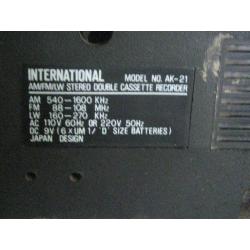 INTERNATIONAL MODEL NO. AK-21
AM/FM/LW STEREO DOUBLE CASSETTE RECORDER
AM 540-1600 KHz
FM 88-108 MHz
LW 160-270 KHz
AC 110V 60Hz OR 220V 50Hz
DC 9V (6 x UM 1/ 'D' SIZE BATTERIES)
JAPAN DESIGN